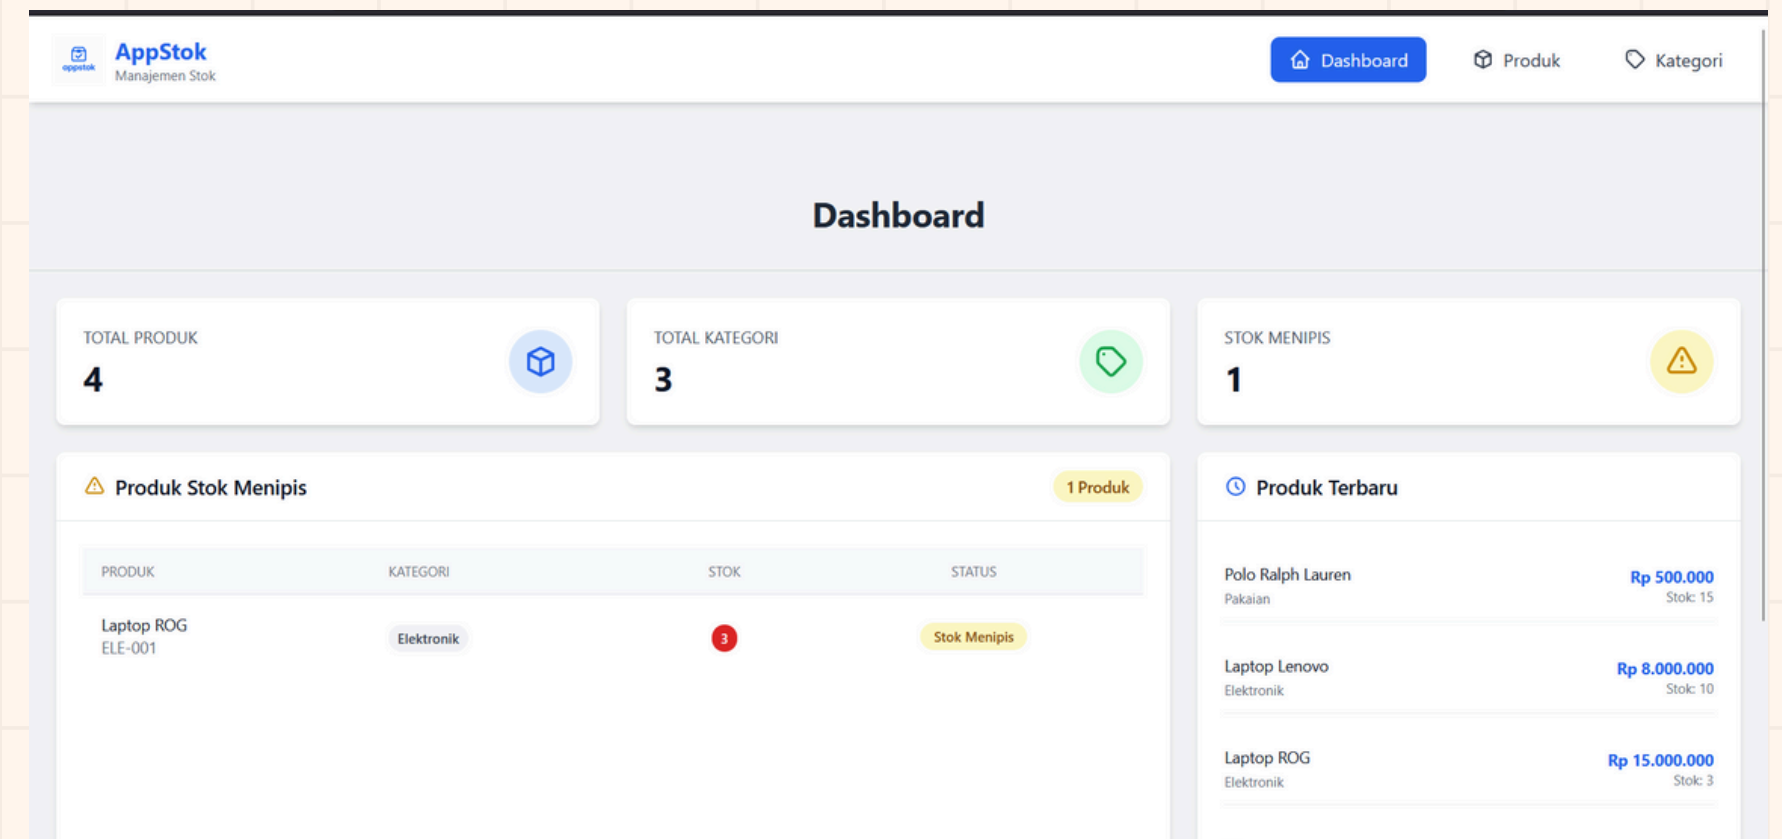 appstok
AppStok
Manajemen Stok
Dashboard
Produk
Kategori
Dashboard
TOTAL PRODUK
4
TOTAL KATEGORI
3
STOK MENIPIS
1
Produk Stok Menipis
1 Produk
PRODUK KATEGORI STOK STATUS
Laptop ROG
ELE-001
Elektronik
3
Stok Menipis
Produk Terbaru
Polo Ralph Lauren
Pakaian
Rp 500.000
Stok: 15
Laptop Lenovo
Elektronik
Rp 8.000.000
Stok: 10
Laptop ROG
Elektronik
Rp 15.000.000
Stok: 3